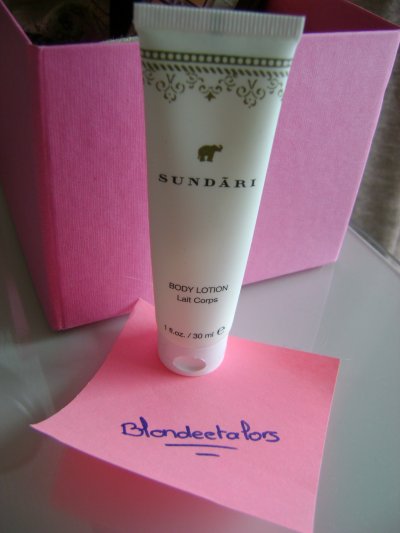 SUNDÃRI
BODY LOTION
Lait Corps
1 fl.oz. / 30 ml ℮
Blondeetalors